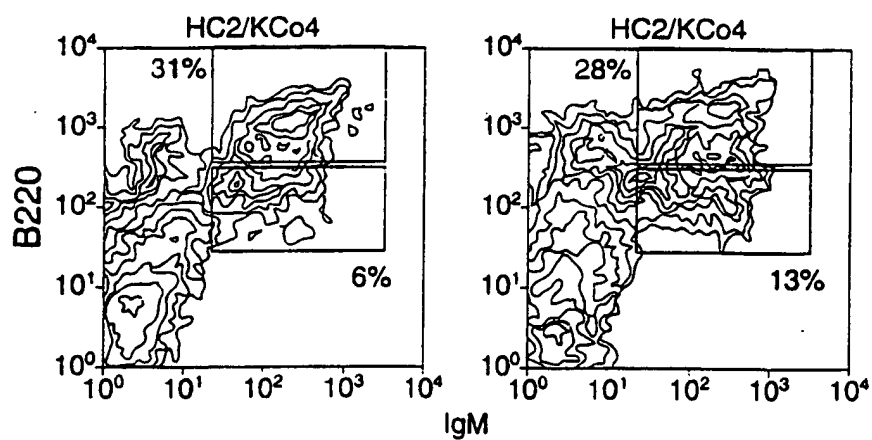 HC2/KCo4 HC2/KCo4
10⁴ 10⁴
31% 28%
10³ 10³
B220
10² 10²
6% 13%
10¹ 10¹
10⁰ 10⁰
10⁰ 10¹ 10² 10³ 10⁴ 10⁰ 10¹ 10² 10³ 10⁴
IgM